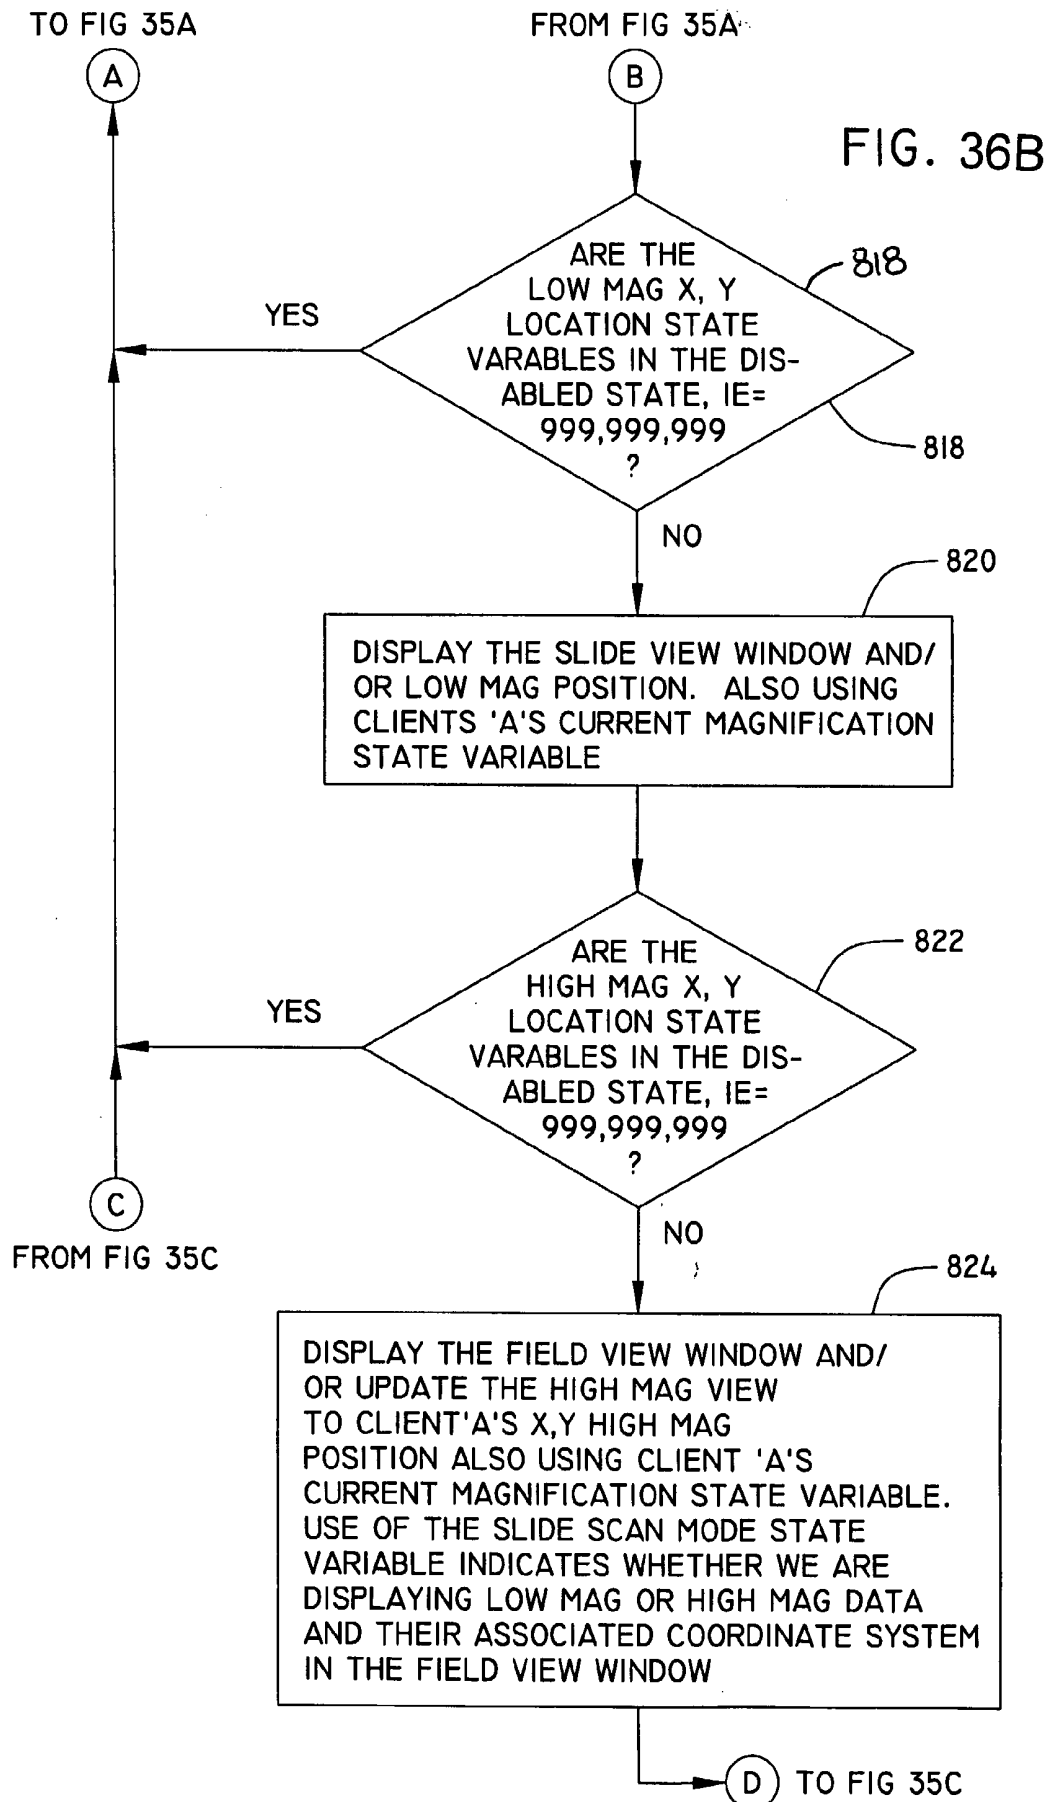 TO FIG 35A
FROM FIG 35A
A
B
FIG. 36B
ARE THE
LOW MAG X, Y
LOCATION STATE
VARABLES IN THE DIS-
ABLED STATE, IE=
999,999,999
?
818
818
YES
NO
820
DISPLAY THE SLIDE VIEW WINDOW AND/
OR LOW MAG POSITION. ALSO USING
CLIENTS 'A'S CURRENT MAGNIFICATION
STATE VARIABLE
ARE THE
HIGH MAG X, Y
LOCATION STATE
VARABLES IN THE DIS-
ABLED STATE, IE=
999,999,999
?
822
YES
C
FROM FIG 35C
NO
824
DISPLAY THE FIELD VIEW WINDOW AND/
OR UPDATE THE HIGH MAG VIEW
TO CLIENT'A'S X,Y HIGH MAG
POSITION ALSO USING CLIENT 'A'S
CURRENT MAGNIFICATION STATE VARIABLE.
USE OF THE SLIDE SCAN MODE STATE
VARIABLE INDICATES WHETHER WE ARE
DISPLAYING LOW MAG OR HIGH MAG DATA
AND THEIR ASSOCIATED COORDINATE SYSTEM
IN THE FIELD VIEW WINDOW
D TO FIG 35C